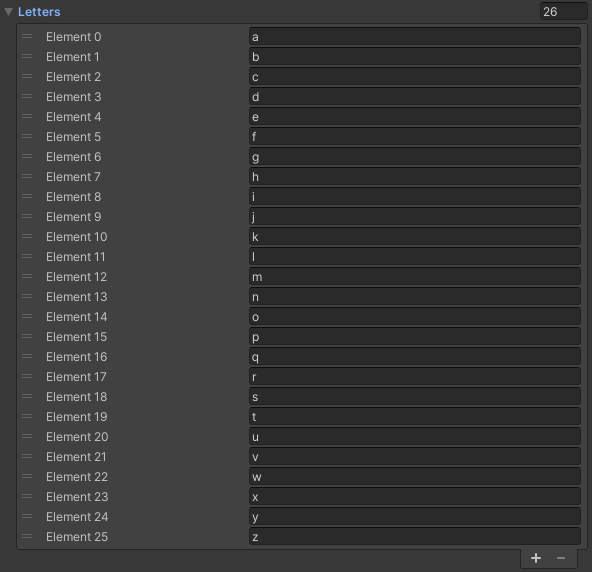 Letters 26
Element 0 a
Element 1 b
Element 2 c
Element 3 d
Element 4 e
Element 5 f
Element 6 g
Element 7 h
Element 8 i
Element 9 j
Element 10 k
Element 11 l
Element 12 m
Element 13 n
Element 14 o
Element 15 p
Element 16 q
Element 17 r
Element 18 s
Element 19 t
Element 20 u
Element 21 v
Element 22 w
Element 23 x
Element 24 y
Element 25 z